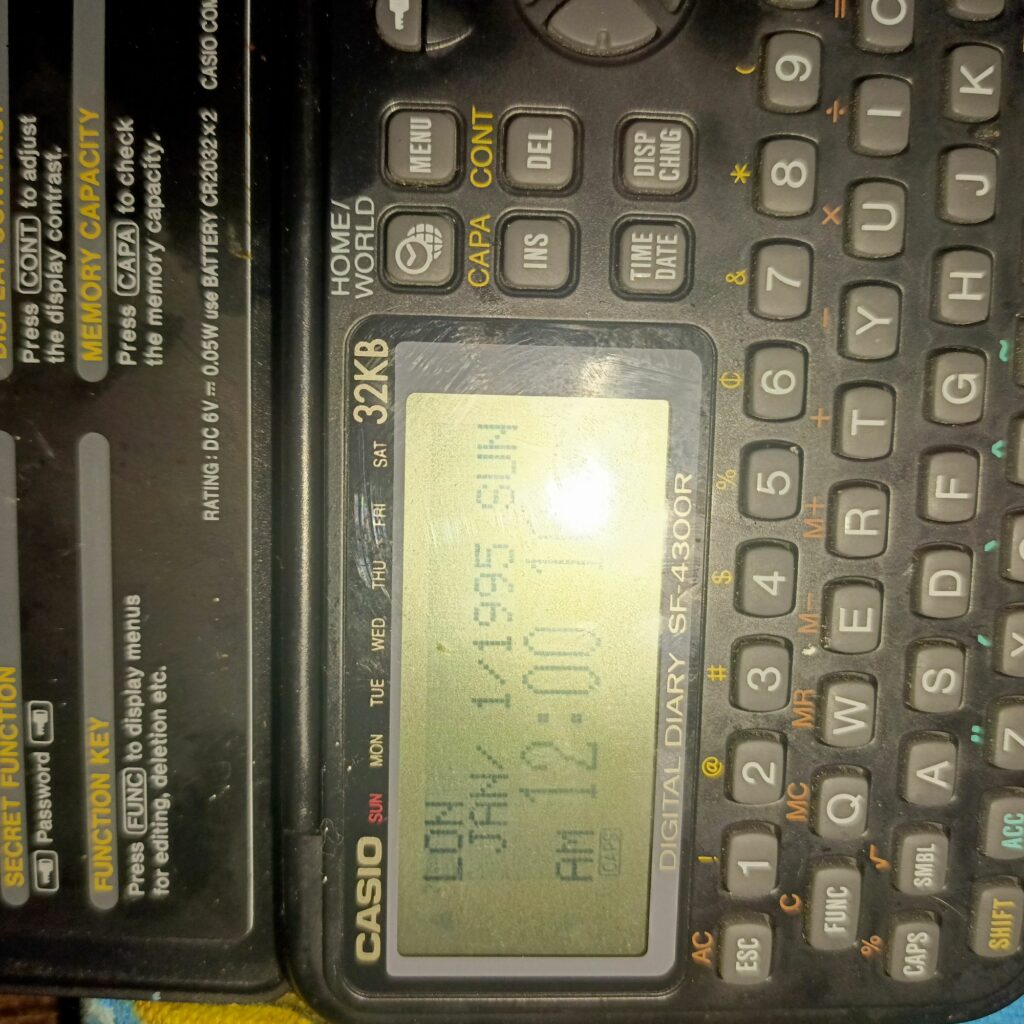 SECRET FUNCTION
Password
DISPLAY CONTRAST
Press CONT to adjust
the display contrast.
FUNCTION KEY
MEMORY CAPACITY
Press FUNC to display menus
for editing, deletion etc.
Press CAPA to check
the memory capacity.
RATING : DC 6V 0.05W use BATTERY CR2032×2 CASIO COM
CASIO SUN MON TUE WED THU FRI SAT 32KB
HOME/
WORLD
MENU
LON
JAN/ 1/1995 SUN
AM 12:00
CAPS
CAPA CONT
INS DEL
TIME
DATE
DISP
CHNG
DIGITAL DIARY SF-4300R
AC ! @ # $ % ₵ & * (
ESC 1 2 3 4 5 6 7 8 9
C MC MR M- M+ + - × ÷ =
FUNC Q W E R T Y U I O
% √
CAPS SMBL A S D F G H J K
" ´ ` ^ ~
SHIFT ACC Z X